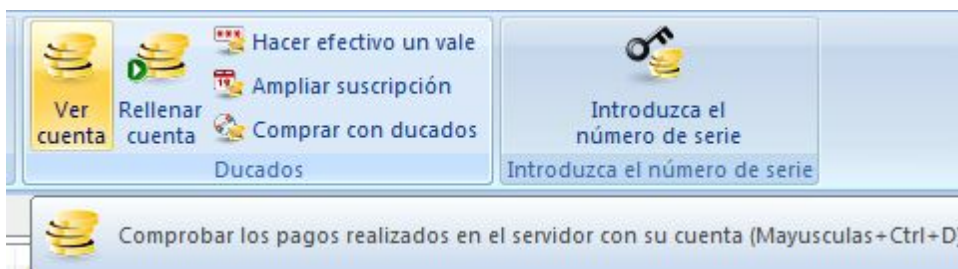 Ver
cuenta
Rellenar
cuenta
Hacer efectivo un vale
Ampliar suscripción
Comprar con ducados
Ducados
Introduzca el
número de serie
Introduzca el número de serie
Comprobar los pagos realizados en el servidor con su cuenta (Mayusculas+Ctrl+D)